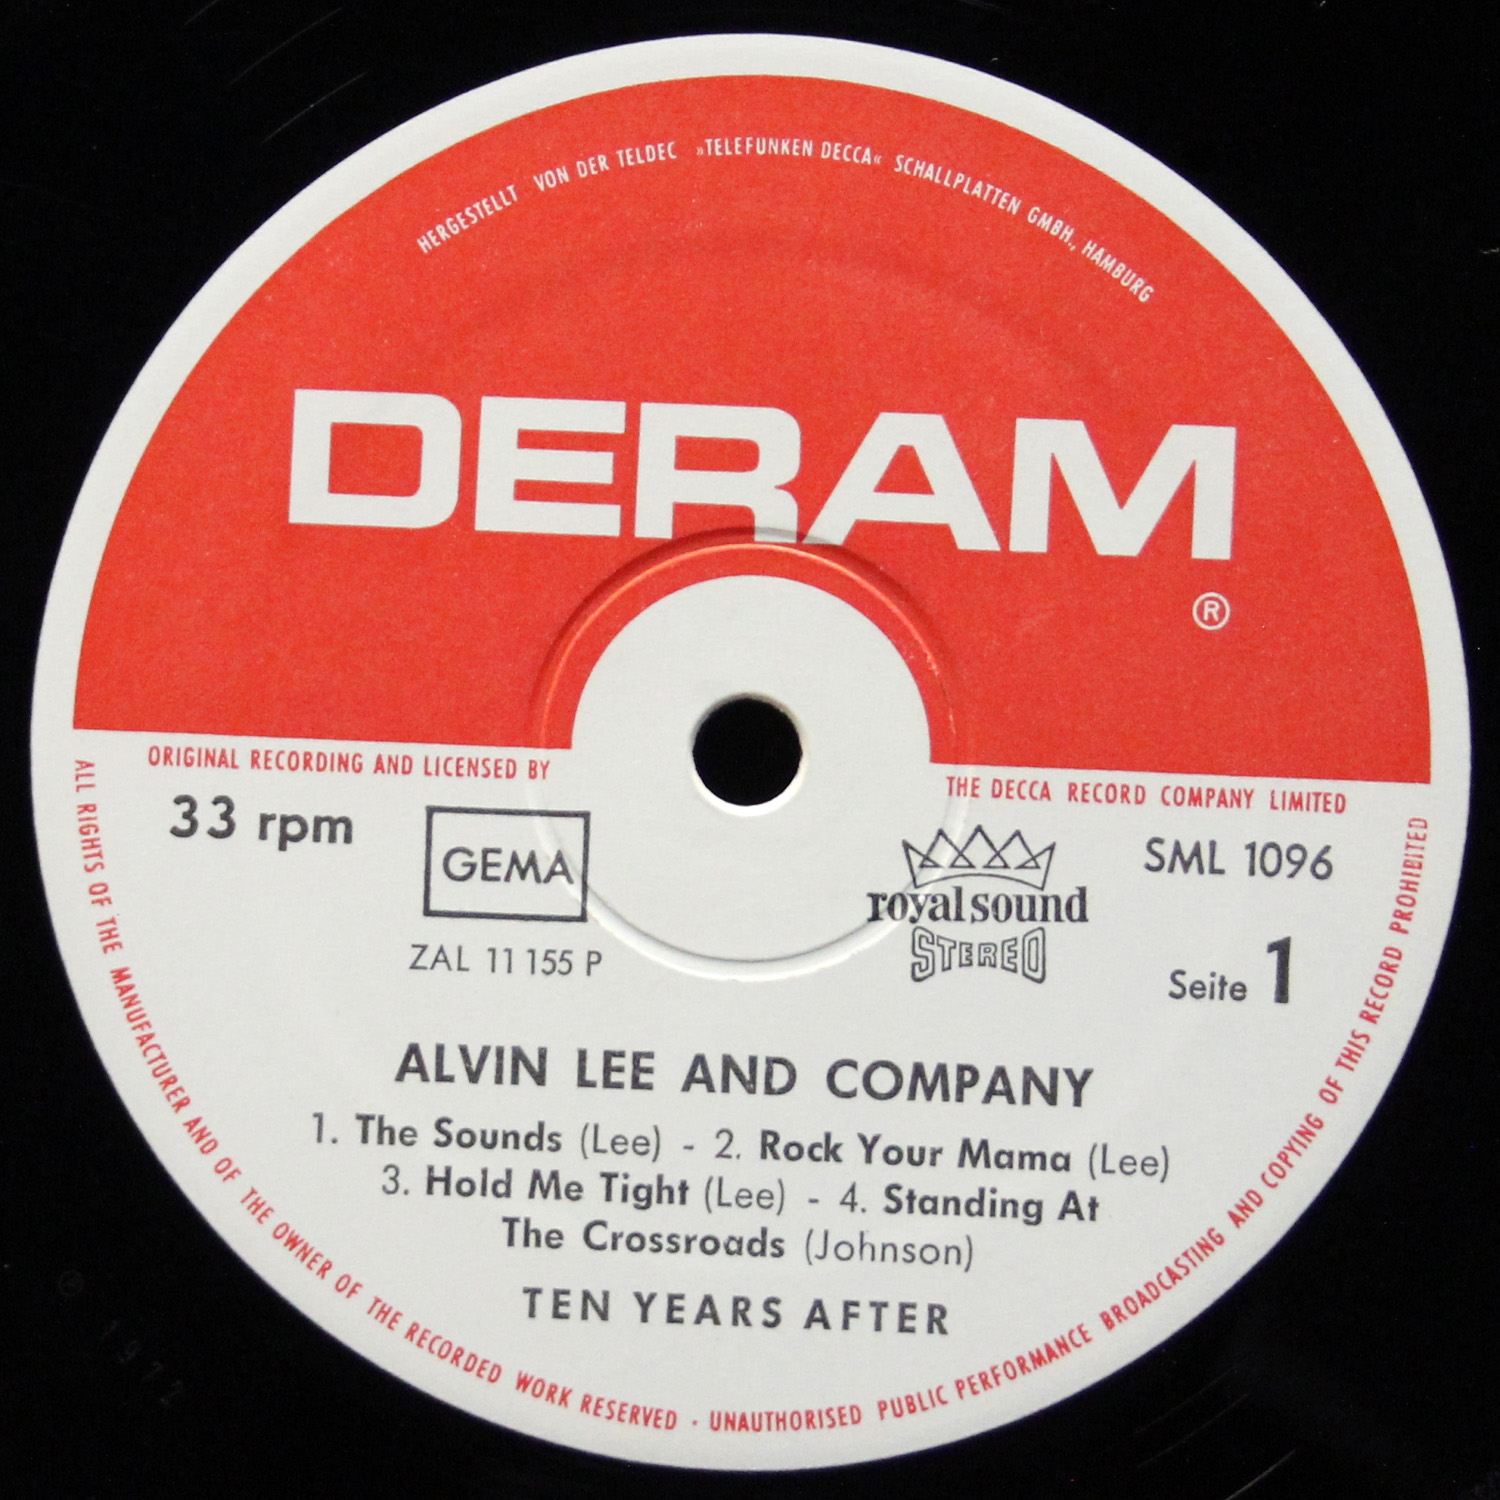 HERGESTELLT VON DER TELDEC »TELEFUNKEN DECCA« SCHALLPLATTEN GMBH., HAMBURG
DERAM
®
ORIGINAL RECORDING AND LICENSED BY
THE DECCA RECORD COMPANY LIMITED
33 rpm
GEMA
ZAL 11 155 P
royal sound
STEREO
SML 1096
Seite 1
ALVIN LEE AND COMPANY
1. The Sounds (Lee) - 2. Rock Your Mama (Lee)
3. Hold Me Tight (Lee) - 4. Standing At
The Crossroads (Johnson)
TEN YEARS AFTER
ALL RIGHTS OF THE MANUFACTURER AND OF THE OWNER OF THE RECORDED WORK RESERVED · UNAUTHORISED PUBLIC PERFORMANCE BROADCASTING AND COPYING OF THIS RECORD PROHIBITED